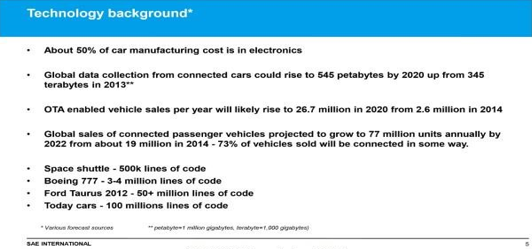 Technology background*
• About 50% of car manufacturing cost is in electronics
• Global data collection from connected cars could rise to 545 petabytes by 2020 up from 345
terabytes in 2013**
• OTA enabled vehicle sales per year will likely rise to 26.7 million in 2020 from 2.6 million in 2014
• Global sales of connected passenger vehicles projected to grow to 77 million units annually by
2022 from about 19 million in 2014 - 73% of vehicles sold will be connected in some way.
• Space shuttle - 500k lines of code
• Boeing 777 - 3-4 million lines of code
• Ford Taurus 2012 - 50+ million lines of code
• Today cars - 100 millions lines of code
* Various forecast sources ** petabyte=1 million gigabytes, terabyte=1,000 gigabytes)
SAE INTERNATIONAL